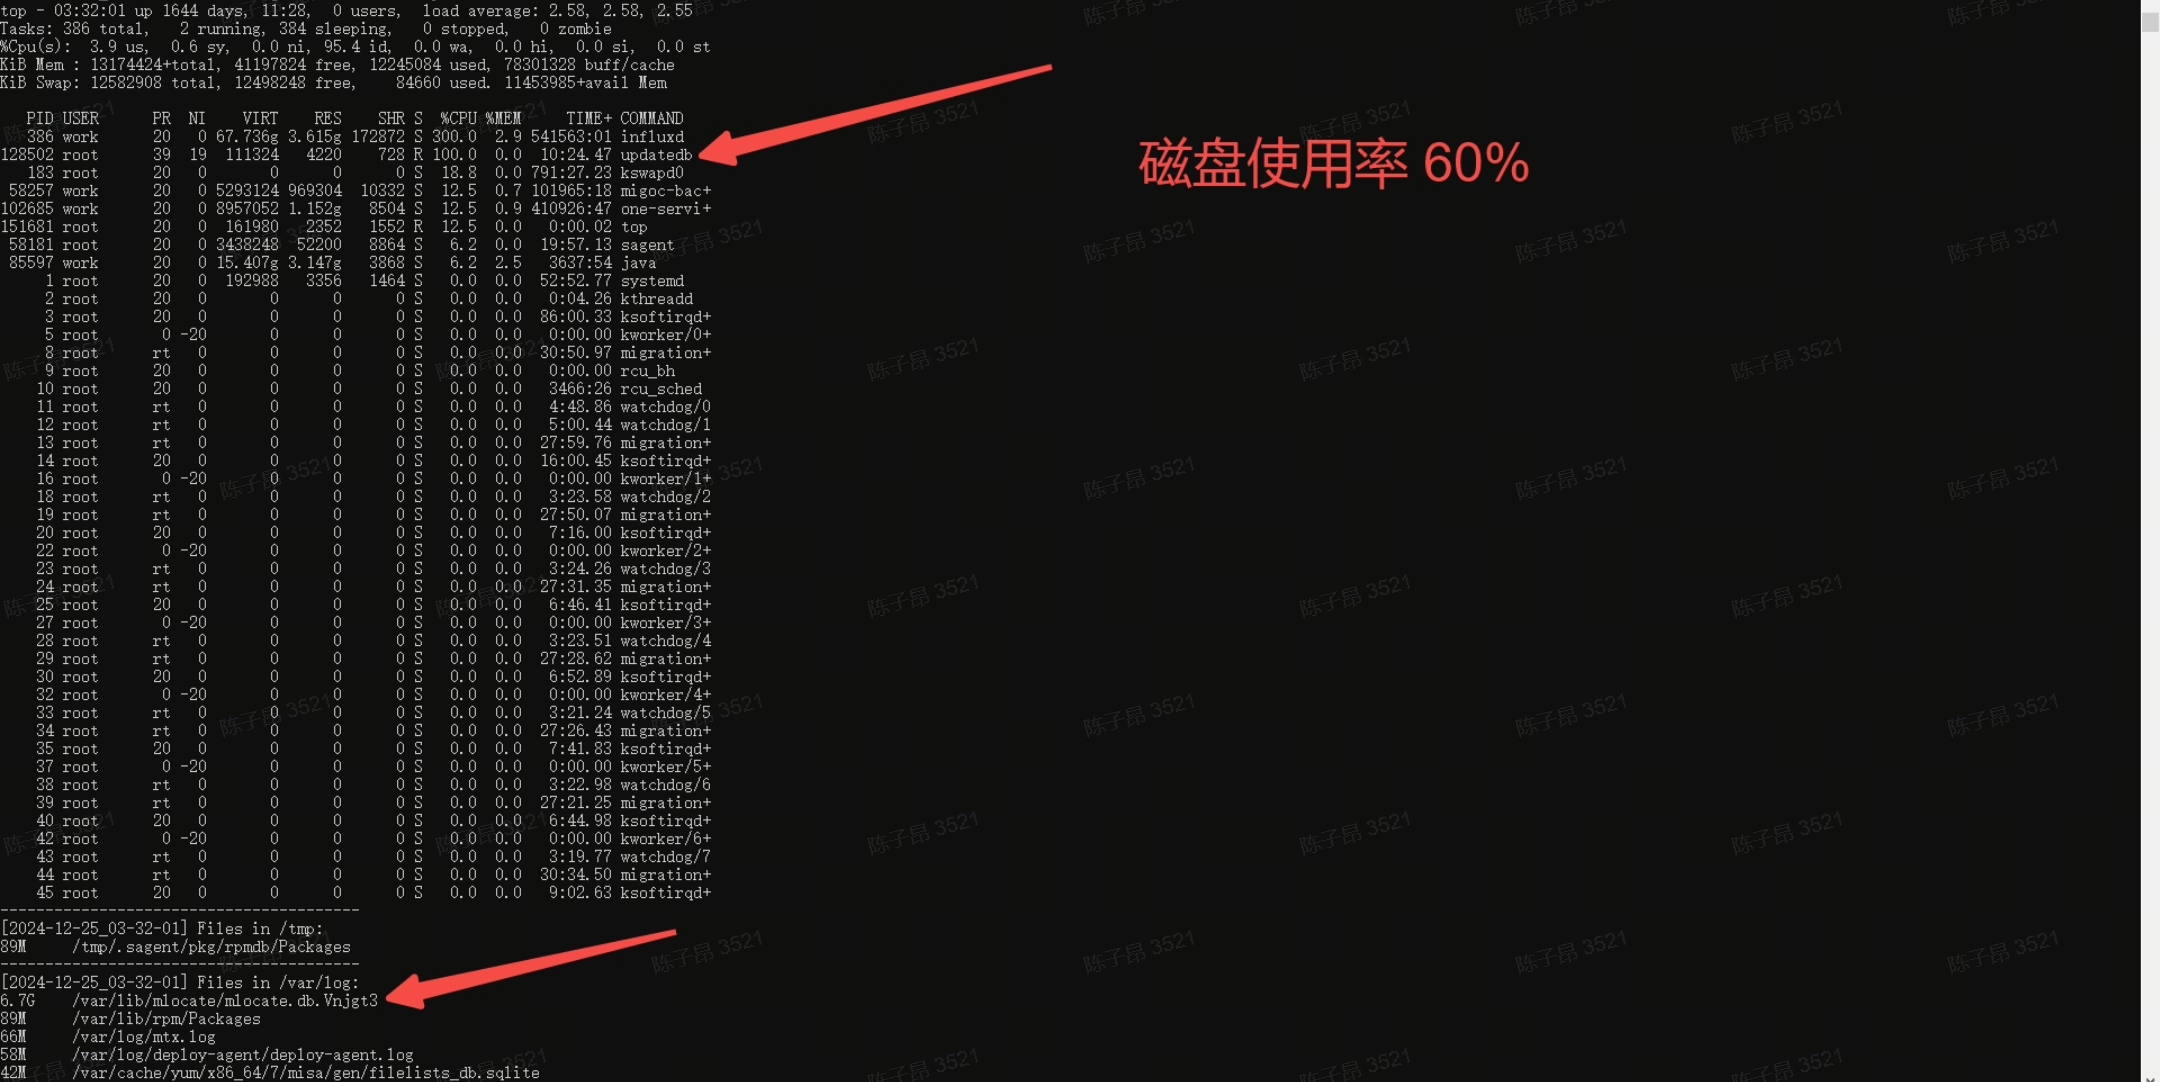 top - 03:32:01 up 1644 days, 11:28,  0 users,  load average: 2.58, 2.58, 2.55
Tasks: 386 total,   2 running, 384 sleeping,   0 stopped,   0 zombie
%Cpu(s):  3.9 us,  0.6 sy,  0.0 ni, 95.4 id,  0.0 wa,  0.0 hi,  0.0 si,  0.0 st
KiB Mem : 13174424+total, 41197824 free, 12245084 used, 78301328 buff/cache
KiB Swap: 12582908 total, 12498248 free,    84660 used. 11453985+avail Mem
PID USER      PR  NI    VIRT    RES    SHR S  %CPU %MEM     TIME+ COMMAND
386 work      20   0 67.736g 3.615g 172872 S 300.0  2.9 541563:01 influxd
128502 root      39  19  111324   4220    728 R 100.0  0.0  10:24.47 updatedb
183 root      20   0       0      0      0 S  18.8  0.0 791:27.23 kswapd0
58257 work      20   0 5293124 969304  10332 S  12.5  0.7 101965:18 migoc-bac+
102685 work      20   0 8957052 1.152g   8504 S  12.5  0.9 410926:47 one-servi+
151681 root      20   0  161980   2352   1552 R  12.5  0.0   0:00.02 top
58181 root      20   0 3438248  52200   8864 S   6.2  0.0  19:57.13 sagent
85597 work      20   0 15.407g 3.147g   3868 S   6.2  2.5   3637:54 java
1 root      20   0  192988   3356   1464 S   0.0  0.0  52:52.77 systemd
2 root      20   0       0      0      0 S   0.0  0.0   0:04.26 kthreadd
3 root      20   0       0      0      0 S   0.0  0.0  86:00.33 ksoftirqd+
5 root       0 -20       0      0      0 S   0.0  0.0   0:00.00 kworker/0+
8 root      rt   0       0      0      0 S   0.0  0.0  30:50.97 migration+
9 root      20   0       0      0      0 S   0.0  0.0   0:00.00 rcu_bh
10 root      20   0       0      0      0 S   0.0  0.0   3466:26 rcu_sched
11 root      rt   0       0      0      0 S   0.0  0.0   4:48.86 watchdog/0
12 root      rt   0       0      0      0 S   0.0  0.0   5:00.44 watchdog/1
13 root      rt   0       0      0      0 S   0.0  0.0  27:59.76 migration+
14 root      20   0       0      0      0 S   0.0  0.0  16:00.45 ksoftirqd+
16 root       0 -20       0      0      0 S   0.0  0.0   0:00.00 kworker/1+
18 root      rt   0       0      0      0 S   0.0  0.0   3:23.58 watchdog/2
19 root      rt   0       0      0      0 S   0.0  0.0  27:50.07 migration+
20 root      20   0       0      0      0 S   0.0  0.0   7:16.00 ksoftirqd+
22 root       0 -20       0      0      0 S   0.0  0.0   0:00.00 kworker/2+
23 root      rt   0       0      0      0 S   0.0  0.0   3:24.26 watchdog/3
24 root      rt   0       0      0      0 S   0.0  0.0  27:31.35 migration+
25 root      20   0       0      0      0 S   0.0  0.0   6:46.41 ksoftirqd+
27 root       0 -20       0      0      0 S   0.0  0.0   0:00.00 kworker/3+
28 root      rt   0       0      0      0 S   0.0  0.0   3:23.51 watchdog/4
29 root      rt   0       0      0      0 S   0.0  0.0  27:28.62 migration+
30 root      20   0       0      0      0 S   0.0  0.0   6:52.89 ksoftirqd+
32 root       0 -20       0      0      0 S   0.0  0.0   0:00.00 kworker/4+
33 root      rt   0       0      0      0 S   0.0  0.0   3:21.24 watchdog/5
34 root      rt   0       0      0      0 S   0.0  0.0  27:26.43 migration+
35 root      20   0       0      0      0 S   0.0  0.0   7:41.83 ksoftirqd+
37 root       0 -20       0      0      0 S   0.0  0.0   0:00.00 kworker/5+
38 root      rt   0       0      0      0 S   0.0  0.0   3:22.98 watchdog/6
39 root      rt   0       0      0      0 S   0.0  0.0  27:21.25 migration+
40 root      20   0       0      0      0 S   0.0  0.0   6:44.98 ksoftirqd+
42 root       0 -20       0      0      0 S   0.0  0.0   0:00.00 kworker/6+
43 root      rt   0       0      0      0 S   0.0  0.0   3:19.77 watchdog/7
44 root      rt   0       0      0      0 S   0.0  0.0  30:34.50 migration+
45 root      20   0       0      0      0 S   0.0  0.0   9:02.63 ksoftirqd+
----------------------------------------
[2024-12-25_03-32-01] Files in /tmp:
89M     /tmp/.sagent/pkg/rpmdb/Packages
----------------------------------------
[2024-12-25_03-32-01] Files in /var/log:
6.7G    /var/lib/mlocate/mlocate.db.Vnjgt3
89M     /var/lib/rpm/Packages
66M     /var/log/mtx.log
58M     /var/log/deploy-agent/deploy-agent.log
42M     /var/cache/yum/x86_64/7/misa/gen/filelists_db.sqlite
磁盘使用率 60%
陈子昂 3521